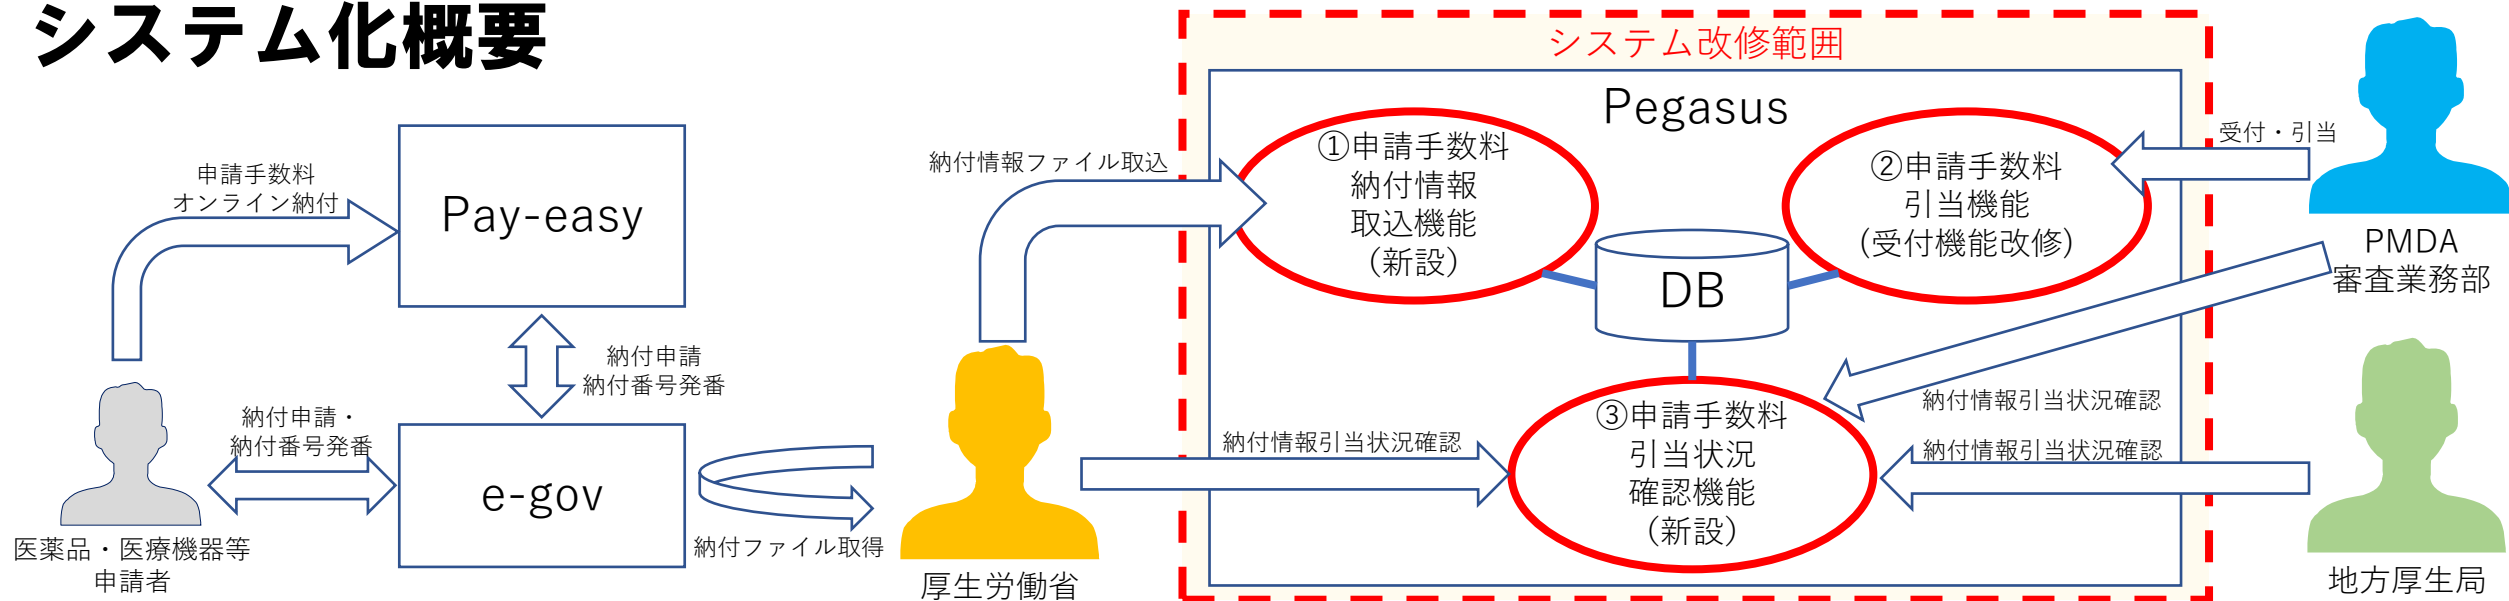 システム化概要
申請手数料
オンライン納付
Pay-easy
納付申請
納付番号発番
納付申請・
納付番号発番
e-gov
医薬品・医療機器等
申請者
納付ファイル取得
厚生労働省
納付情報ファイル取込
納付情報引当状況確認
システム改修範囲
Pegasus
①申請手数料
納付情報
取込機能
（新設）
②申請手数料
引当機能
（受付機能改修）
DB
③申請手数料
引当状況
確認機能
（新設）
受付・引当
PMDA
審査業務部
納付情報引当状況確認
納付情報引当状況確認
地方厚生局